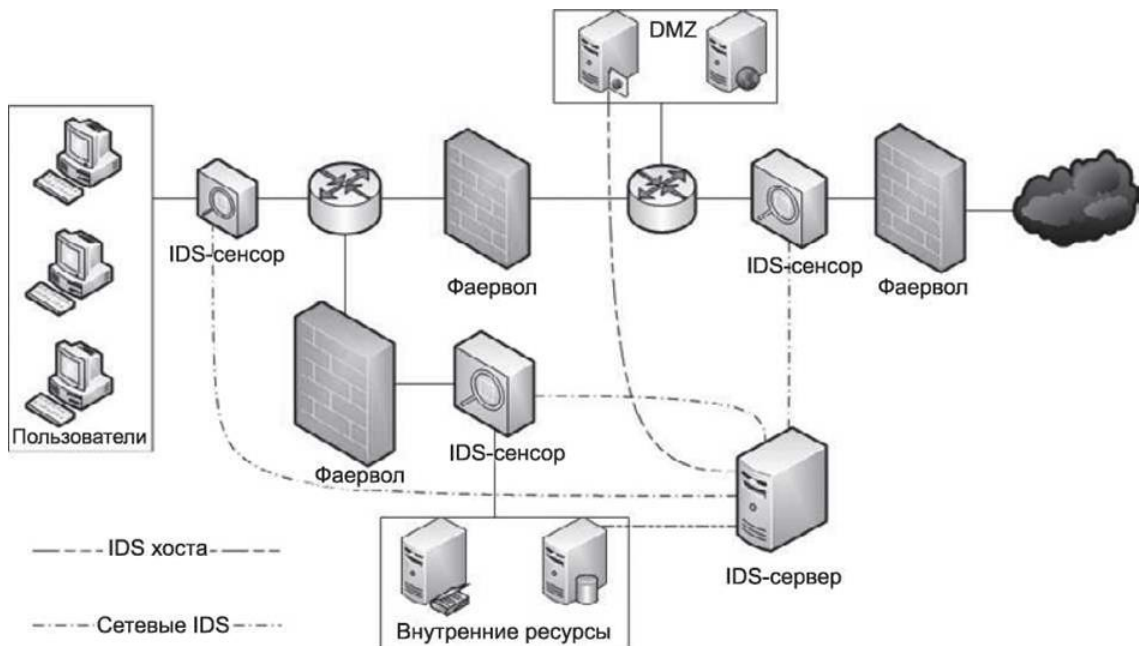 DMZ
IDS-сенсор
Фаервол
IDS-сенсор
Фаервол
Пользователи
Фаервол
IDS-сенсор
IDS хоста
IDS-сервер
Сетевые IDS
Внутренние ресурсы